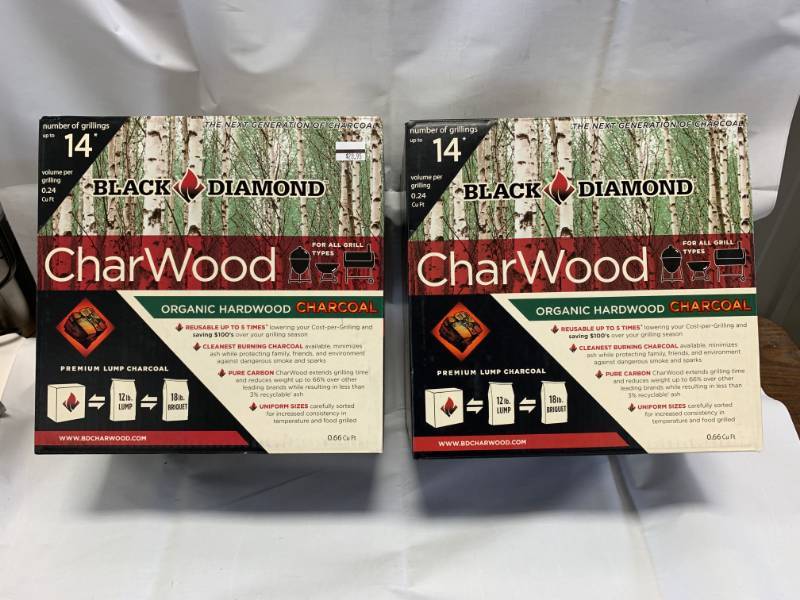 number of grillings
up to
14*
THE NEXT GENERATION OF CHARCOAL
volume per
grilling
0.24
Cu Ft
BLACK DIAMOND
CharWood
FOR ALL GRILL
TYPES
ORGANIC HARDWOOD CHARCOAL
PREMIUM LUMP CHARCOAL
12 lb.
LUMP
18 lb.
BRIQUET
REUSABLE UP TO 5 TIMES* lowering your Cost-per-Grilling and
saving $100's over your grilling season
CLEANEST BURNING CHARCOAL available, minimizes
ash while protecting family, friends, and environment
against dangerous smoke and sparks
PURE CARBON CharWood extends grilling time
and reduces weight up to 66% over other
leading brands while resulting in less than
3% recyclable* ash
UNIFORM SIZES carefully sorted
for increased consistency in
temperature and food grilled
WWW.BDCHARWOOD.COM
0.66 Cu Ft
number of grillings
up to
14*
THE NEXT GENERATION OF CHARCOAL
volume per
grilling
0.24
Cu Ft
BLACK DIAMOND
CharWood
FOR ALL GRILL
TYPES
ORGANIC HARDWOOD CHARCOAL
PREMIUM LUMP CHARCOAL
12 lb.
LUMP
18 lb.
BRIQUET
REUSABLE UP TO 5 TIMES* lowering your Cost-per-Grilling and
saving $100's over your grilling season
CLEANEST BURNING CHARCOAL available, minimizes
ash while protecting family, friends, and environment
against dangerous smoke and sparks
PURE CARBON CharWood extends grilling time
and reduces weight up to 66% over other
leading brands while resulting in less than
3% recyclable* ash
UNIFORM SIZES carefully sorted
for increased consistency in
temperature and food grilled
WWW.BDCHARWOOD.COM
0.66 Cu Ft